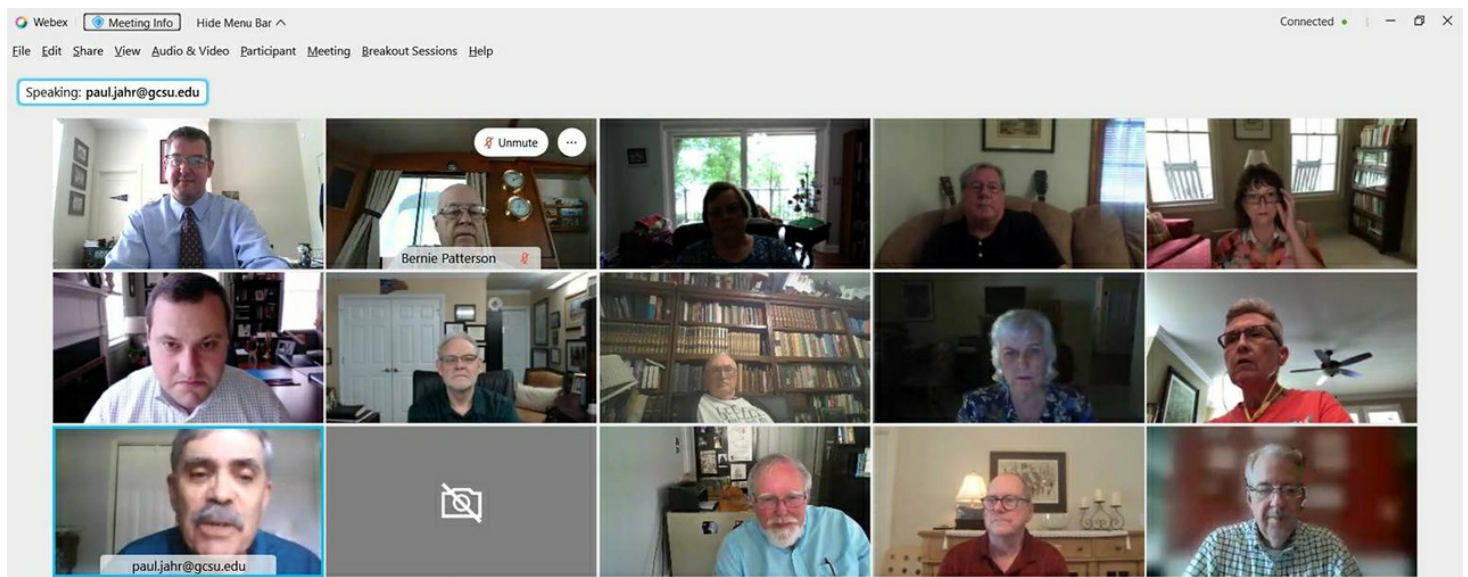 Webex Meeting Info Hide Menu Bar Connected
File Edit Share View Audio & Video Participant Meeting Breakout Sessions Help
Speaking: paul.jahr@gcsu.edu
Unmute
Bernie Patterson
paul.jahr@gcsu.edu